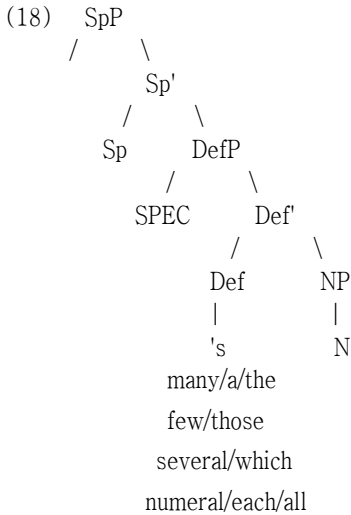 (18) SpP
/ \
Sp'
/ \
Sp DefP
/ \
SPEC Def'
/ \
Def NP
| |
's N
many/a/the
few/those
several/which
numeral/each/all